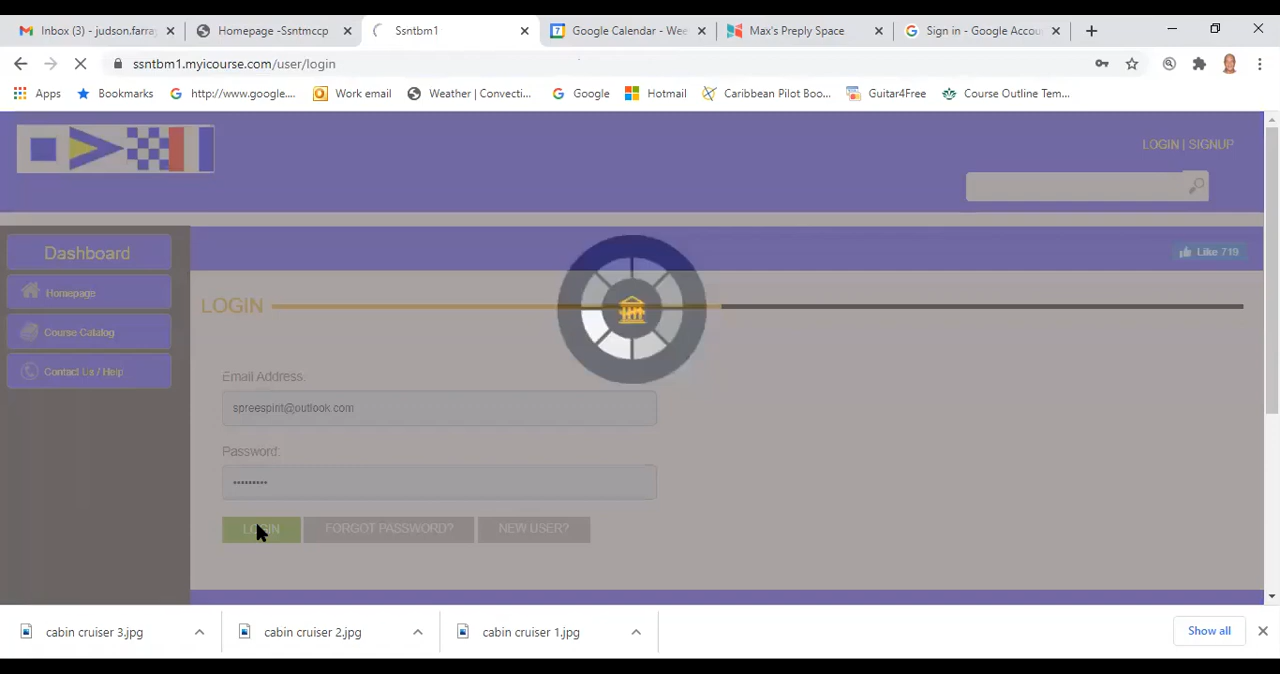 Inbox (3) - judson.farra
Homepage -Ssntmccp
Ssntbm1
Google Calendar - Wee
Max's Preply Space
Sign in - Google Accou
ssntbm1.myicourse.com/user/login
Apps
Bookmarks
http://www.google....
Work email
Weather | Convecti...
Google
Hotmail
Caribbean Pilot Boo...
Guitar4Free
Course Outline Tem...
LOGIN | SIGNUP
Dashboard
Like 719
Homepage
LOGIN
Course Catalog
Contact Us / Help
Email Address:
spreespirit@outlook.com
Password:
LOGIN
FORGOT PASSWORD?
NEW USER?
cabin cruiser 3.jpg
cabin cruiser 2.jpg
cabin cruiser 1.jpg
Show all